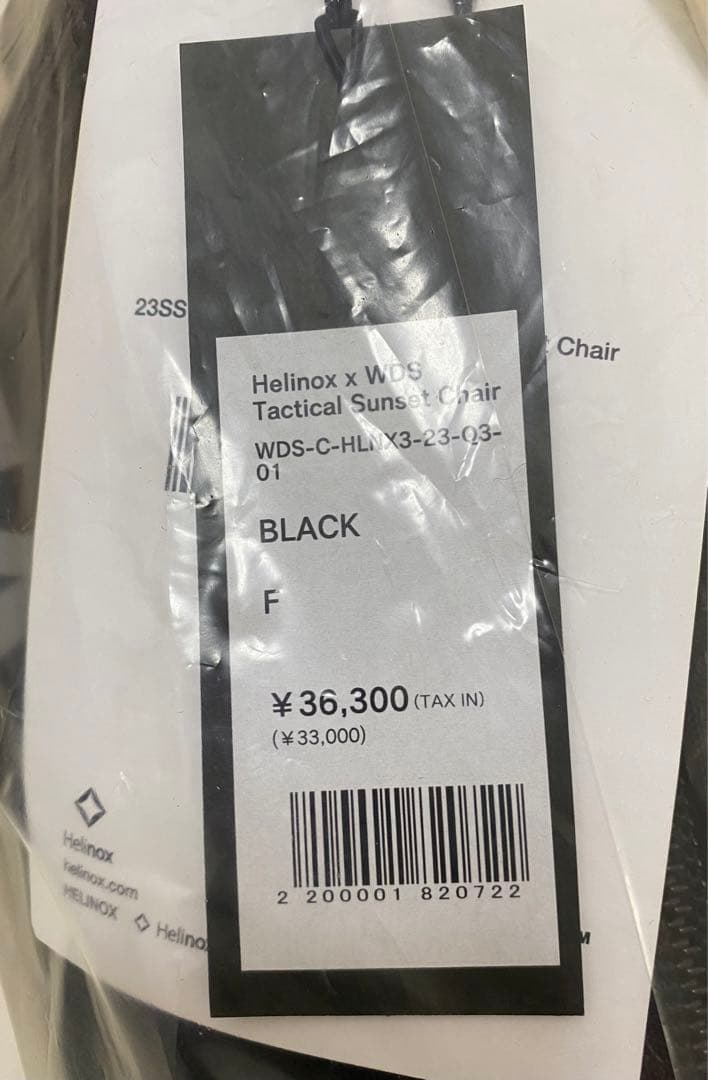 23SS
Chair
Helinox x WDS
Tactical Sunset Chair
WDS-C-HLNX3-23-Q3-
01
BLACK
F
¥36,300 (TAX IN)
(¥33,000)
2 200001 820722
Helinox
helinox.com
HELINOX
Helino
M